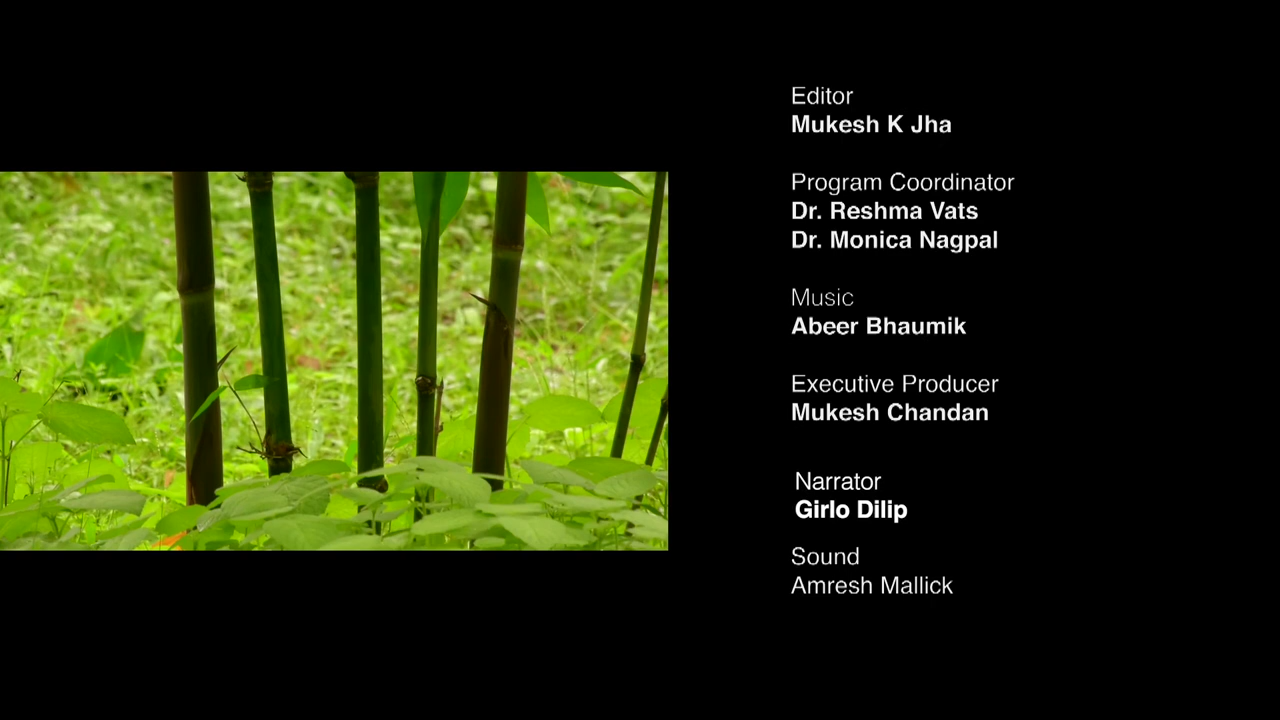 Editor
Mukesh K Jha
Program Coordinator
Dr. Reshma Vats
Dr. Monica Nagpal
Music
Abeer Bhaumik
Executive Producer
Mukesh Chandan
Narrator
Girlo Dilip
Sound
Amresh Mallick